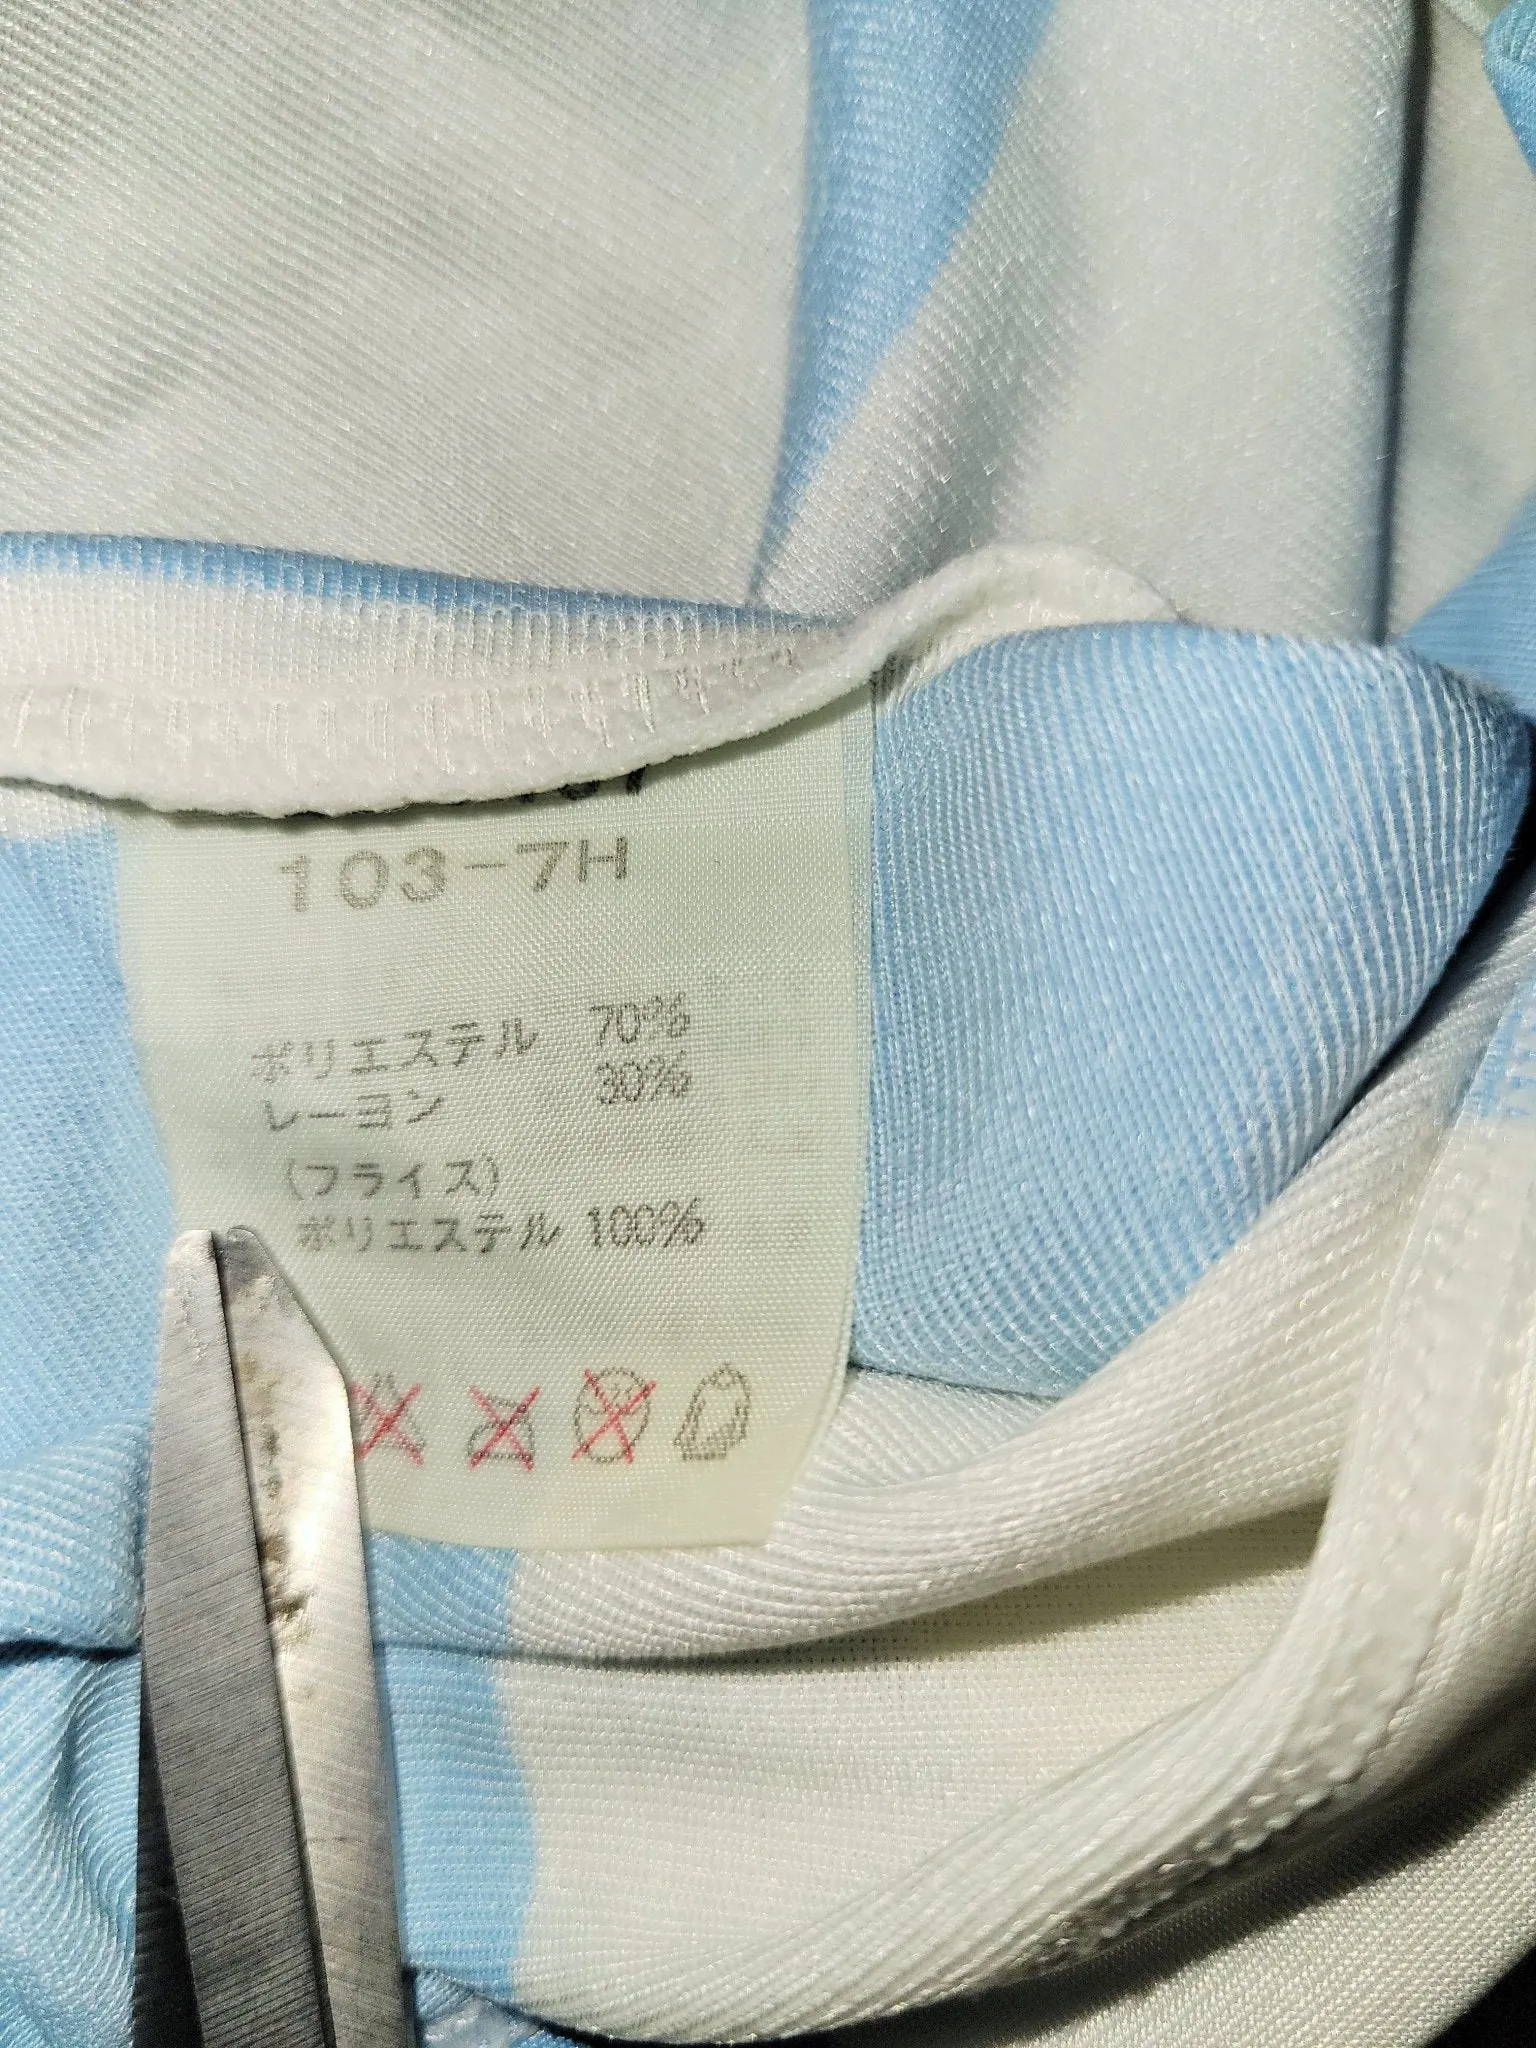 103-7H
ポリエステル 70%
レーヨン 30%
(フライス)
ポリエステル 100%